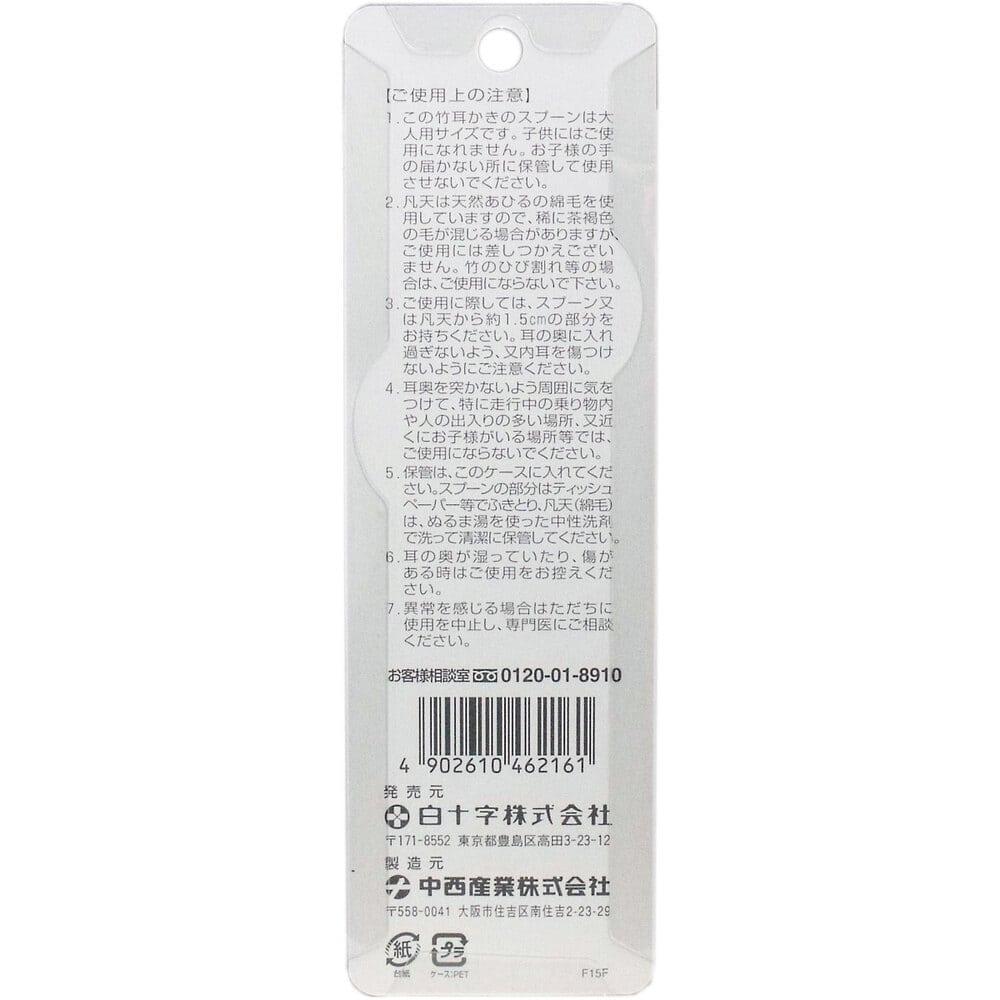 【ご使用上の注意】
1.この竹耳かきのスプーンは大
人用サイズです。子供にはご使
用になれません。お子様の手
の届かない所に保管して使用
させないでください。
2.凡天は天然あひるの綿毛を使
用していますので、稀に茶褐色
の毛が混じる場合がありますが、
ご使用には差しつかえござい
ません。竹のひび割れ等の場
合は、ご使用にならないで下さい。
3.ご使用に際しては、スプーン又
は凡天から約1.5cmの部分を
お持ちください。耳の奥に入れ
過ぎないよう、又内耳を傷つけ
ないようにご注意ください。
4.耳奥を突かないよう周囲に気を
つけて、特に走行中の乗り物内
や人の出入りの多い場所、又近
くにお子様がいる場所等では、
ご使用にならないでください。
5.保管は、このケースに入れてくだ
さい。スプーンの部分はティッシュ
ペーパー等でふきとり、凡天(綿毛)
は、ぬるま湯を使った中性洗剤
で洗って清潔に保管してください。
6.耳の奥が湿っていたり、傷が
ある時はご使用をお控えくだ
さい。
7.異常を感じる場合はただちに
使用を中止し、専門医にご相談
ください。
お客様相談室 0120-01-8910
4 902610 462161
発売元
白十字株式会社
〒171-8552 東京都豊島区高田3-23-12
製造元
中西産業株式会社
〒558-0041 大阪市住吉区南住吉2-23-29
紙 プラ
台紙 ケース:PET F15F